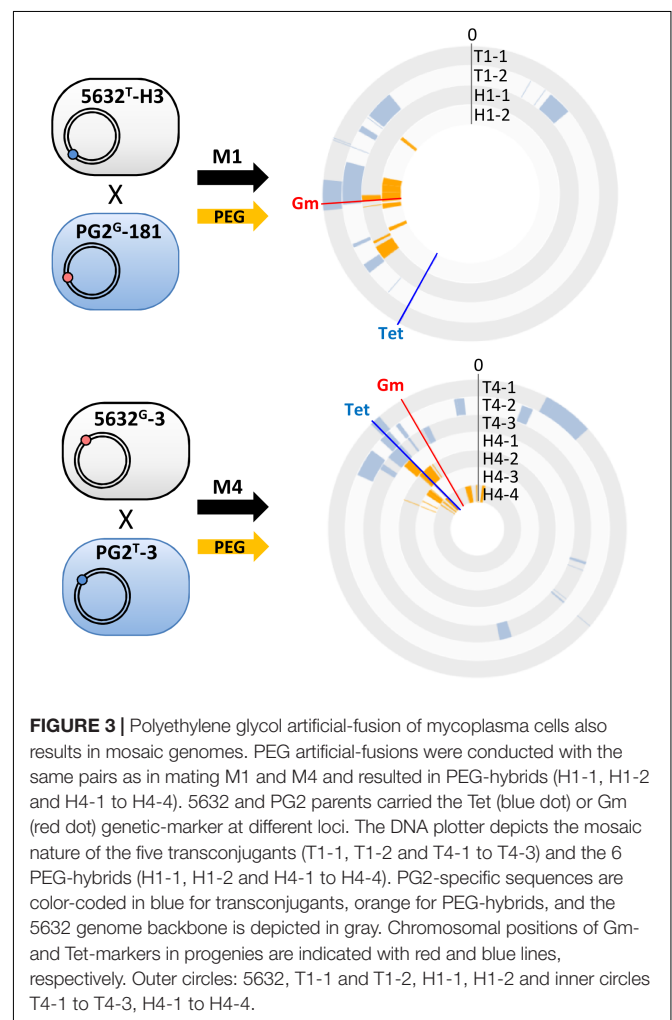 0
T1-1
T1-2
H1-1
H1-2
5632ᵀ-H3
X
PG2ᴳ-181
M1
PEG
Gm
Tet
0
T4-1
T4-2
T4-3
H4-1
H4-2
H4-3
H4-4
Gm
Tet
5632ᴳ-3
X
PG2ᵀ-3
M4
PEG
FIGURE 3 | Polyethylene glycol artificial-fusion of mycoplasma cells also
results in mosaic genomes. PEG artificial-fusions were conducted with the
same pairs as in mating M1 and M4 and resulted in PEG-hybrids (H1-1, H1-2
and H4-1 to H4-4). 5632 and PG2 parents carried the Tet (blue dot) or Gm
(red dot) genetic-marker at different loci. The DNA plotter depicts the mosaic
nature of the five transconjugants (T1-1, T1-2 and T4-1 to T4-3) and the 6
PEG-hybrids (H1-1, H1-2 and H4-1 to H4-4). PG2-specific sequences are
color-coded in blue for transconjugants, orange for PEG-hybrids, and the
5632 genome backbone is depicted in gray. Chromosomal positions of Gm-
and Tet-markers in progenies are indicated with red and blue lines,
respectively. Outer circles: 5632, T1-1 and T1-2, H1-1, H1-2 and inner circles
T4-1 to T4-3, H4-1 to H4-4.